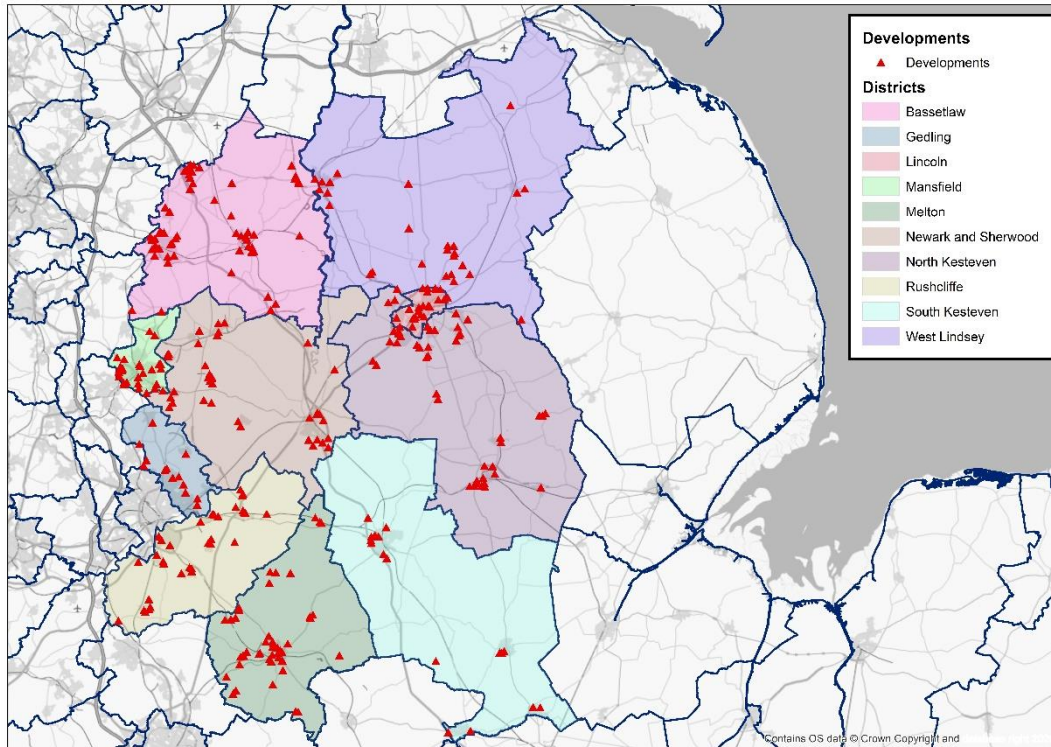 Developments
Developments
Districts
Bassetlaw
Gedling
Lincoln
Mansfield
Melton
Newark and Sherwood
North Kesteven
Rushcliffe
South Kesteven
West Lindsey
Contains OS data © Crown Copyright and